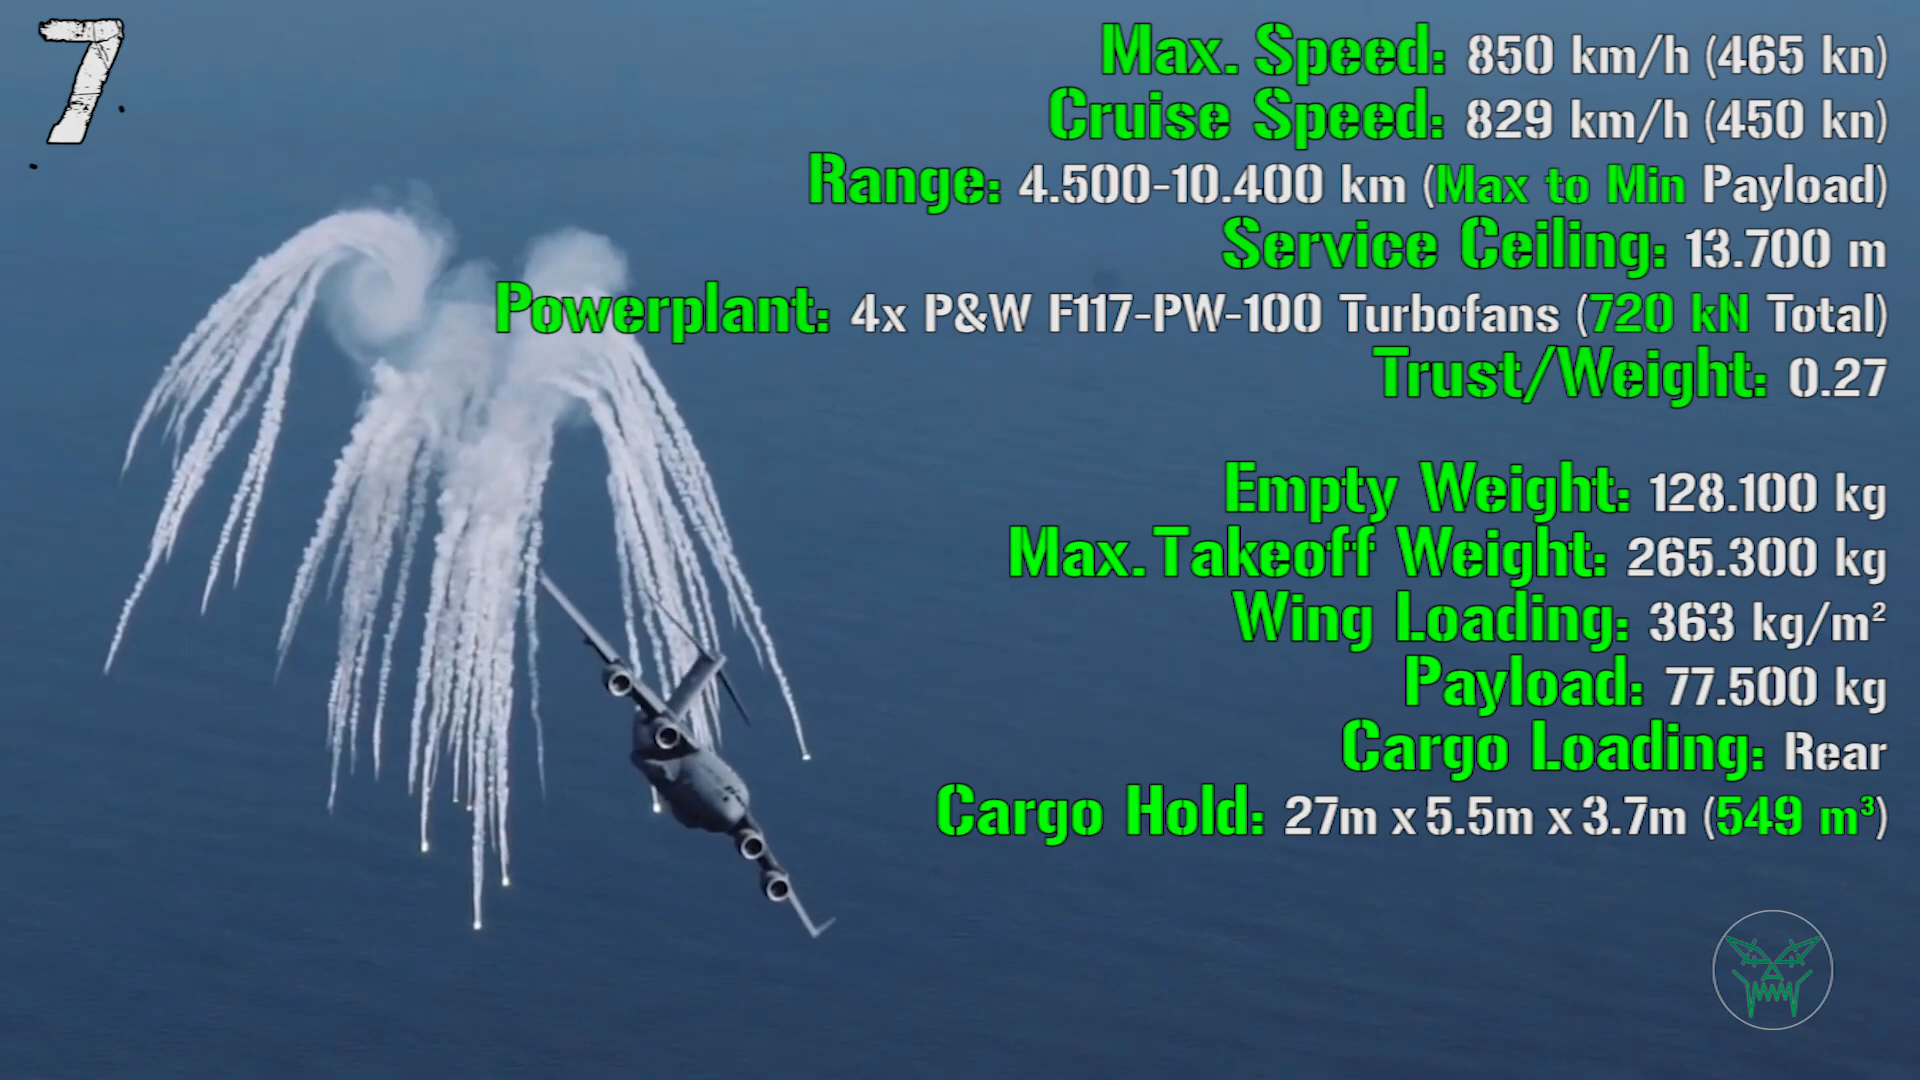 7
Max. Speed: 850 km/h (465 kn)
Cruise Speed: 829 km/h (450 kn)
Range: 4.500-10.400 km (Max to Min Payload)
Service Ceiling: 13.700 m
Powerplant: 4x P&W F117-PW-100 Turbofans (720 kN Total)
Trust/Weight: 0.27
Empty Weight: 128.100 kg
Max. Takeoff Weight: 265.300 kg
Wing Loading: 363 kg/m²
Payload: 77.500 kg
Cargo Loading: Rear
Cargo Hold: 27m x 5.5m x 3.7m (549 m³)